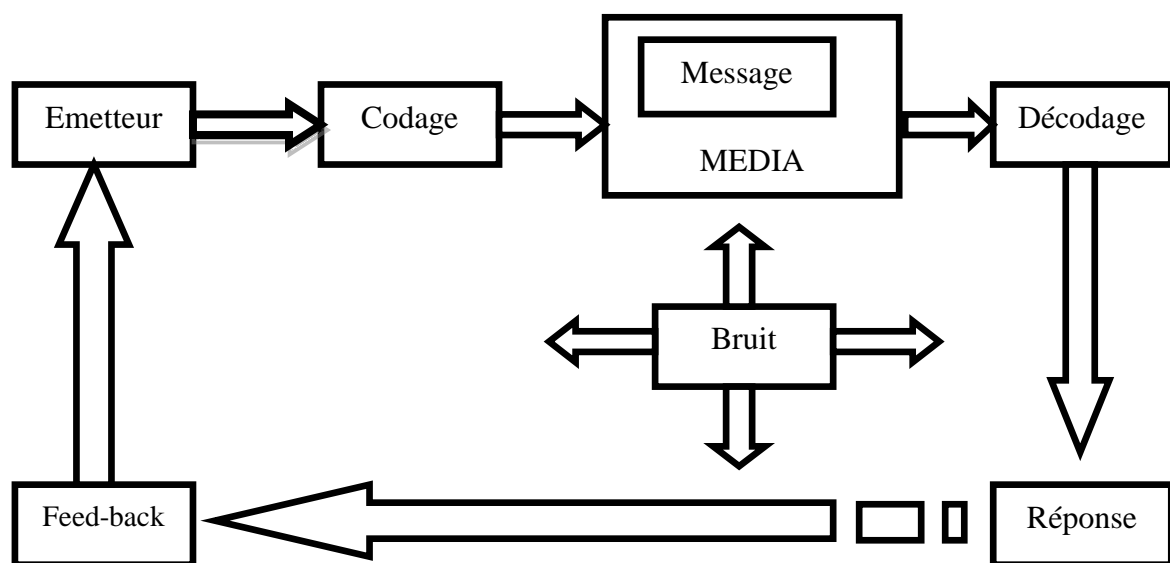 Emetteur
Codage
Message
MEDIA
Décodage
Bruit
Feed-back
Réponse